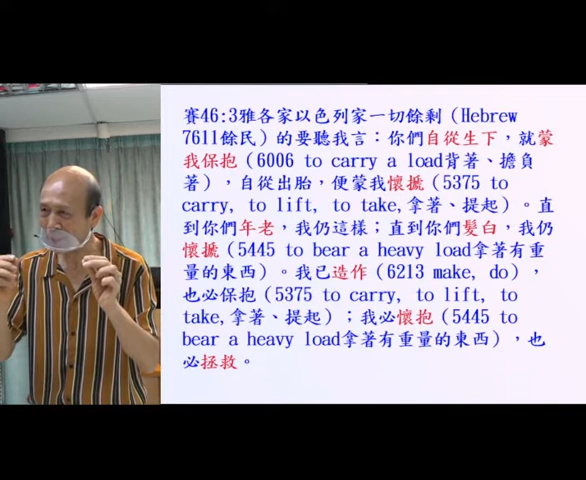 賽46:3雅各家以色列家一切餘剩（Hebrew
7611餘民）的要聽我言：你們自從生下，就蒙
我保抱（6006 to carry a load背著、擔負
著），自從出胎，便蒙我懷搋（5375 to
carry, to lift, to take,拿著、提起）。直
到你們年老，我仍這樣；直到你們髮白，我仍
懷搋（5445 to bear a heavy load拿著有重
量的東西）。我已造作（6213 make, do），
也必保抱（5375 to carry, to lift, to
take,拿著、提起）；我必懷抱（5445 to
bear a heavy load拿著有重量的東西），也
必拯救。